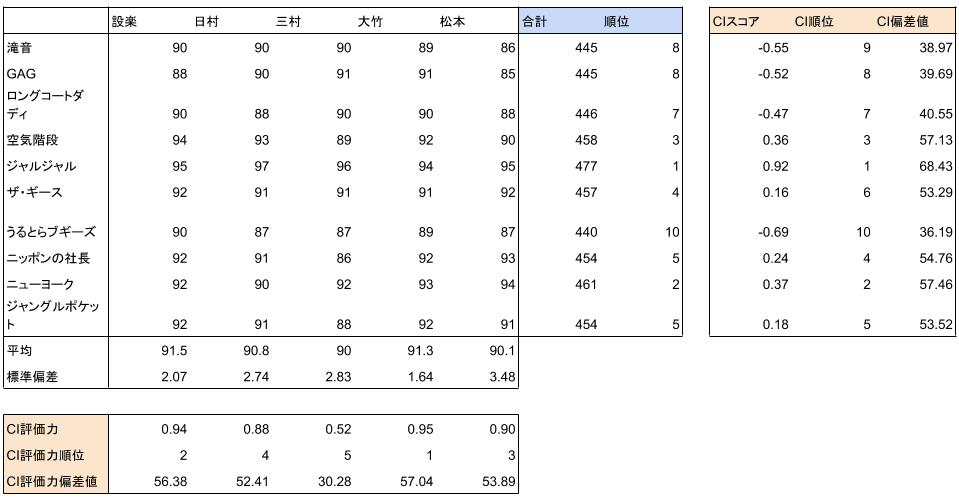 設楽 日村 三村 大竹 松本 合計 順位 CIスコア CI順位 CI偏差値
滝音 90 90 90 89 86 445 8 -0.55 9 38.97
GAG 88 90 91 91 85 445 8 -0.52 8 39.69
ロングコートダ
ディ 90 88 90 90 88 446 7 -0.47 7 40.55
空気階段 94 93 89 92 90 458 3 0.36 3 57.13
ジャルジャル 95 97 96 94 95 477 1 0.92 1 68.43
ザ・ギース 92 91 91 91 92 457 4 0.16 6 53.29
うるとらブギーズ 90 87 87 89 87 440 10 -0.69 10 36.19
ニッポンの社長 92 91 86 92 93 454 5 0.24 4 54.76
ニューヨーク 92 90 92 93 94 461 2 0.37 2 57.46
ジャングルポケッ
ト 92 91 88 92 91 454 5 0.18 5 53.52
平均 91.5 90.8 90 91.3 90.1
標準偏差 2.07 2.74 2.83 1.64 3.48
CI評価力 0.94 0.88 0.52 0.95 0.90
CI評価力順位 2 4 5 1 3
CI評価力偏差値 56.38 52.41 30.28 57.04 53.89